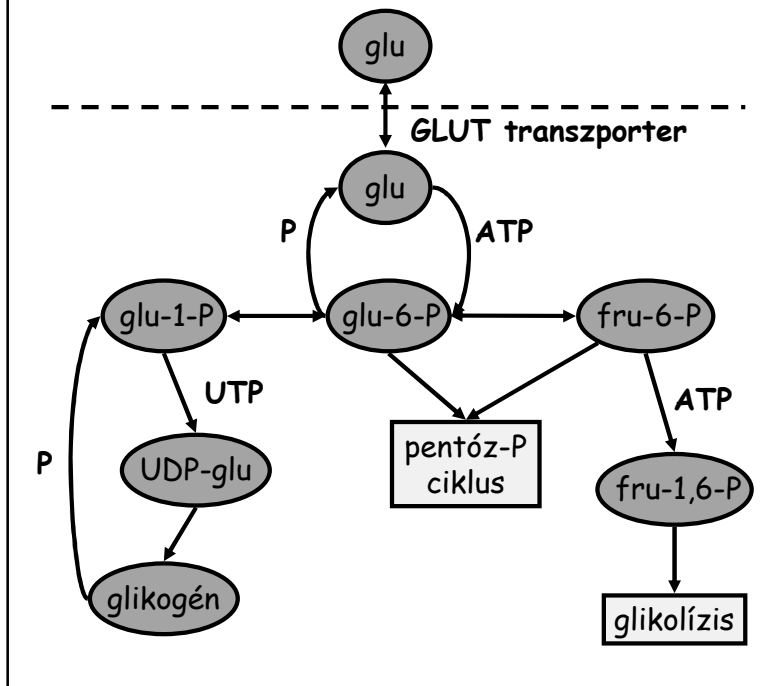 glu
GLUT transzporter
glu
P
ATP
glu-1-P
glu-6-P
fru-6-P
UTP
ATP
P
UDP-glu
pentóz-P
ciklus
fru-1,6-P
glikogén
glikolízis